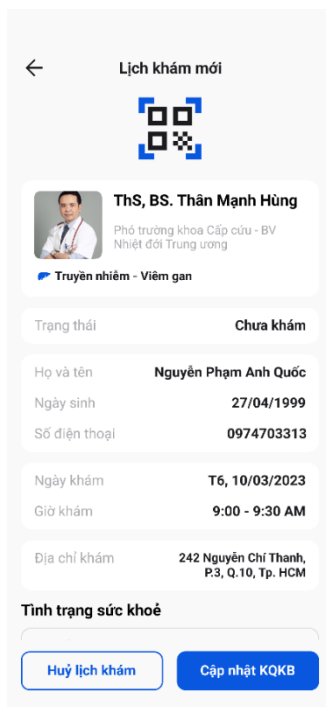 Lịch khám mới
ThS, BS. Thân Mạnh Hùng
Phó trưởng khoa Cấp cứu - BV
Nhiệt đới Trung ương
Truyền nhiễm - Viêm gan
Trạng thái Chưa khám
Họ và tên Nguyễn Phạm Anh Quốc
Ngày sinh 27/04/1999
Số điện thoại 0974703313
Ngày khám T6, 10/03/2023
Giờ khám 9:00 - 9:30 AM
Địa chỉ khám 242 Nguyễn Chí Thanh,
P.3, Q.10, Tp. HCM
Tình trạng sức khoẻ
Huỷ lịch khám Cập nhật KQKB